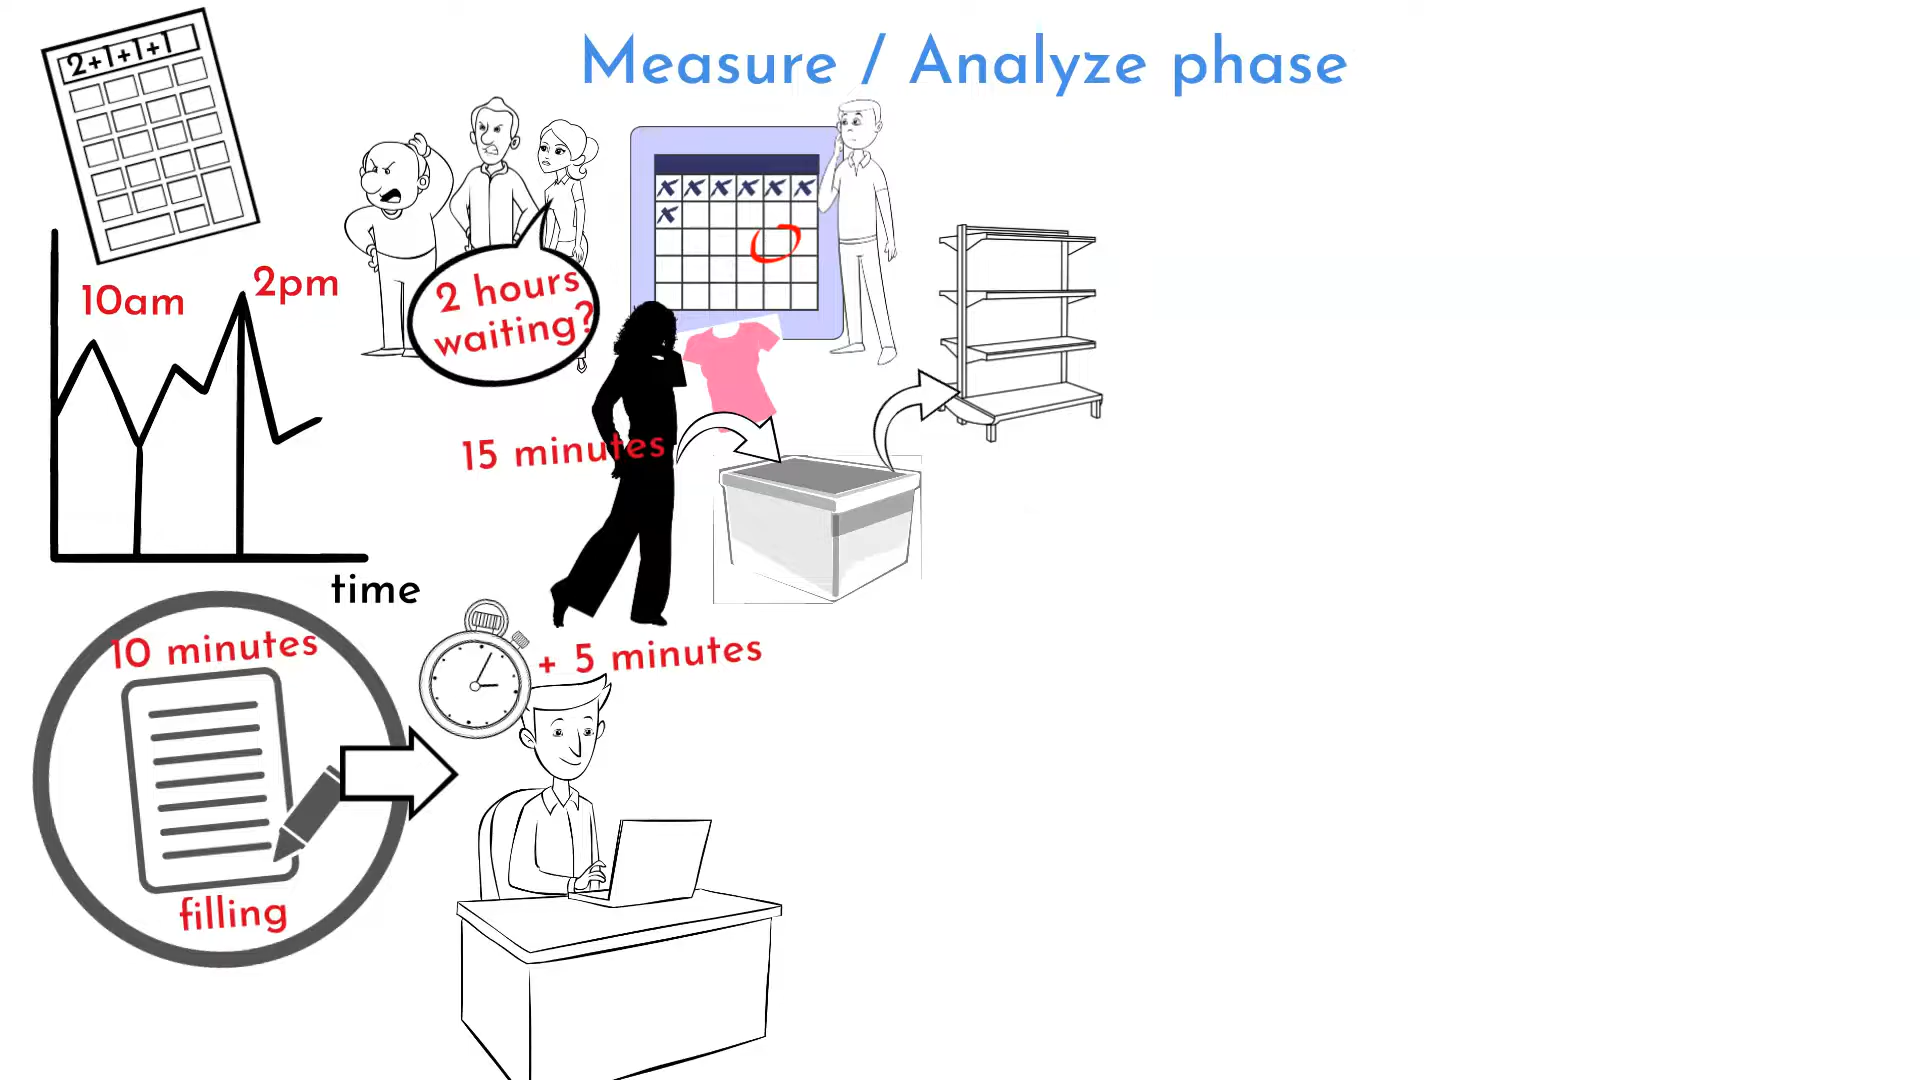 Measure / Analyze phase
2+1+1+1
10am
2pm
2 hours
waiting?
15 minutes
time
10 minutes
+ 5 minutes
filling